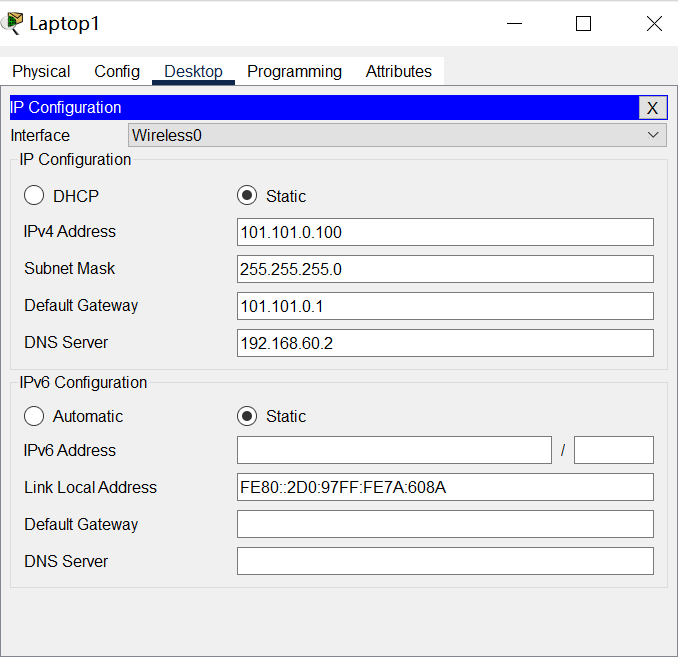 Laptop1
Physical Config Desktop Programming Attributes
IP Configuration X
Interface Wireless0
IP Configuration
DHCP Static
IPv4 Address 101.101.0.100
Subnet Mask 255.255.255.0
Default Gateway 101.101.0.1
DNS Server 192.168.60.2
IPv6 Configuration
Automatic Static
IPv6 Address /
Link Local Address FE80::2D0:97FF:FE7A:608A
Default Gateway
DNS Server